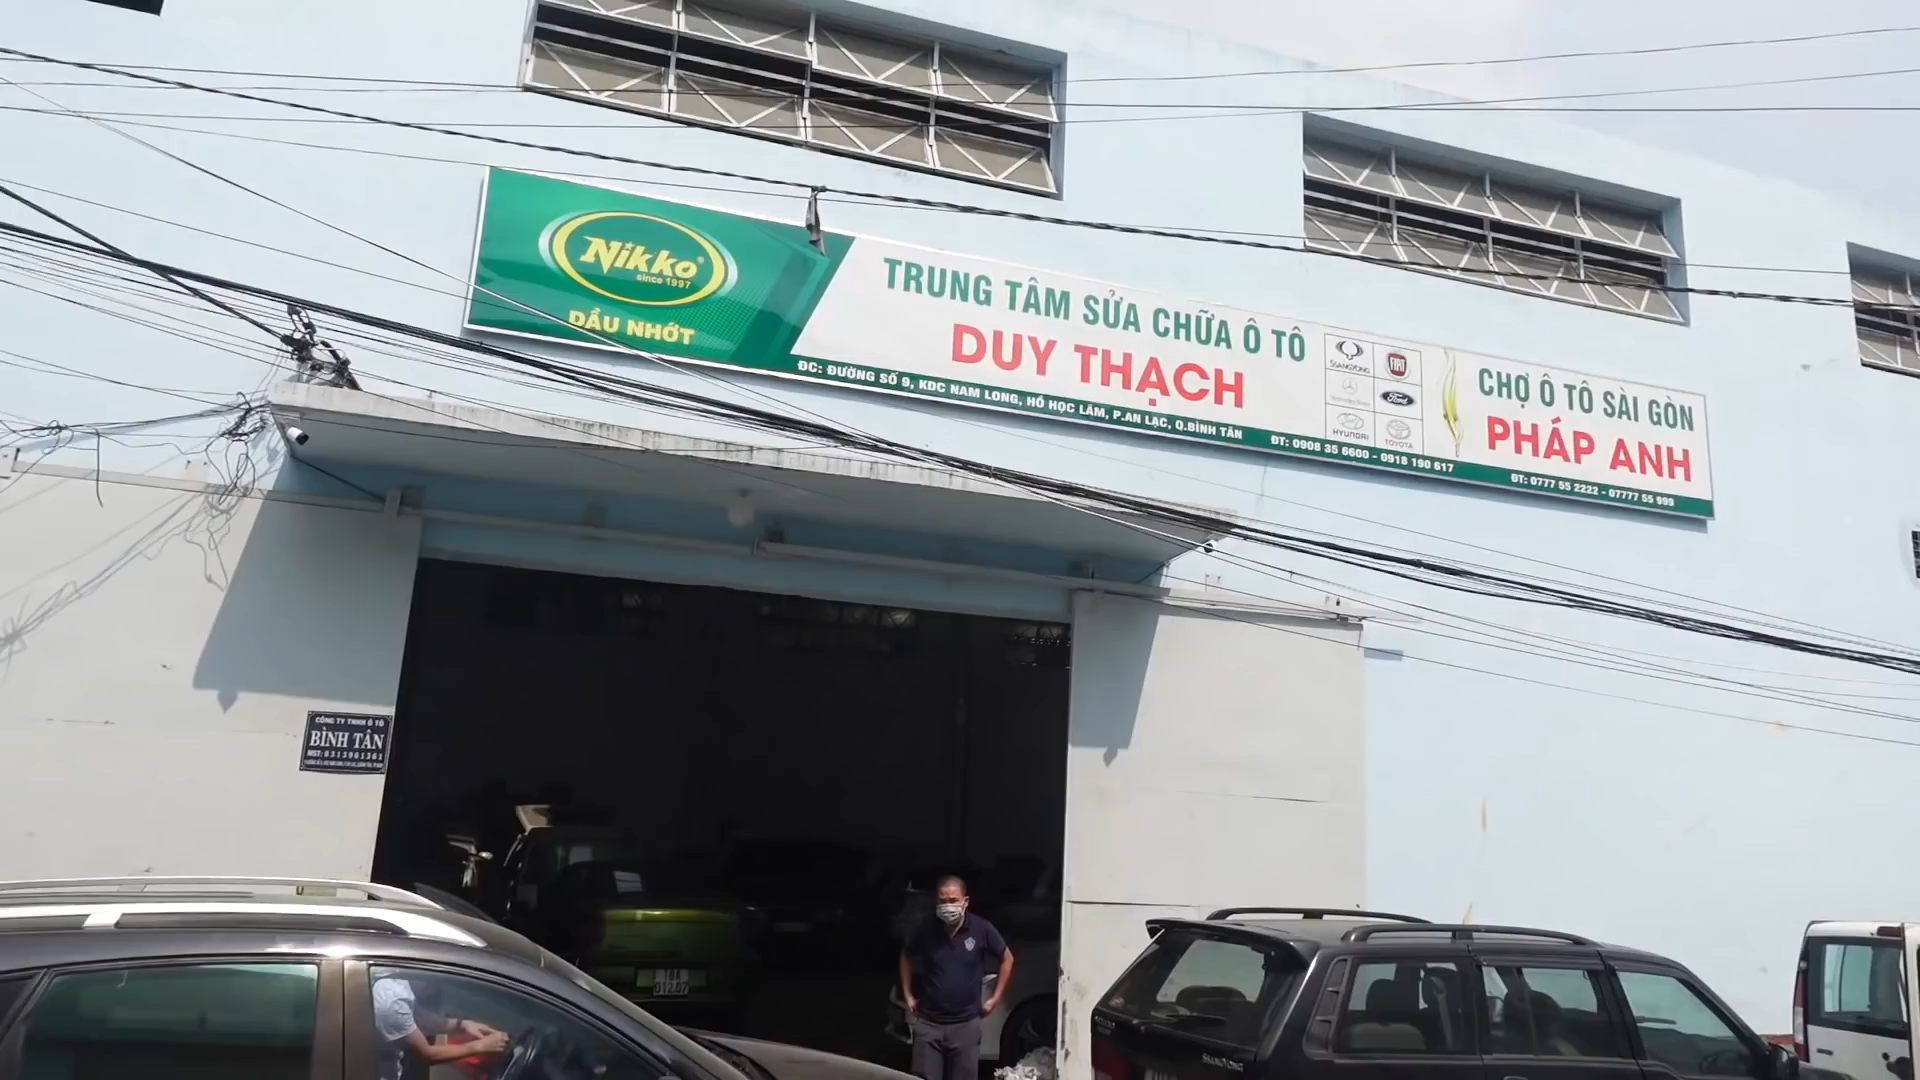 Nikko
since 1997
DẦU NHỚT
TRUNG TÂM SỬA CHỮA Ô TÔ
DUY THẠCH
ĐC: ĐƯỜNG SỐ 9, KDC NAM LONG, HỒ HỌC LÃM, P.AN LẠC, Q.BÌNH TÂN
ĐT: 0908 35 6600 - 0918 190 617
SSANGYONG
FIAT
Ford
HYUNDAI
TOYOTA
CHỢ Ô TÔ SÀI GÒN
PHÁP ANH
ĐT: 0777 55 2222 - 07777 55 999
CÔNG TY TNHH Ô TÔ
BÌNH TÂN
MST: 0313961361
SSANGYONG